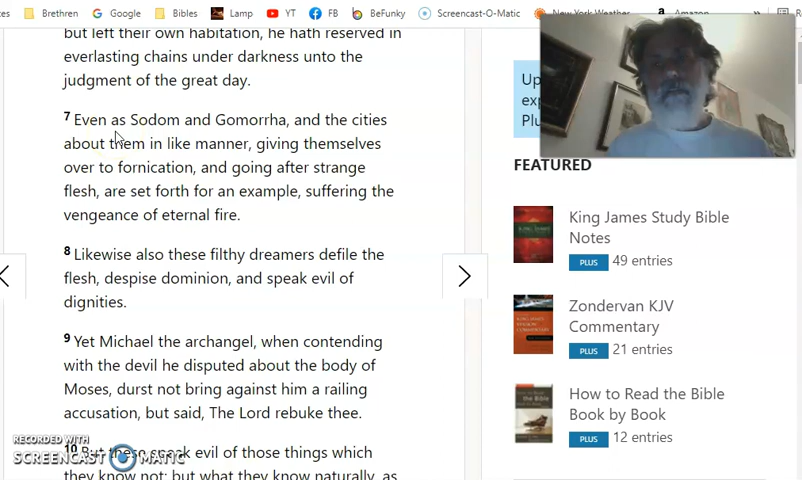 tes Brethren Google Bibles Lamp YT FB BeFunky Screencast-O-Matic New York Weather Amazon »
but left their own habitation, he hath reserved in
everlasting chains under darkness unto the
judgment of the great day.
7 Even as Sodom and Gomorrha, and the cities
about them in like manner, giving themselves
over to fornication, and going after strange
flesh, are set forth for an example, suffering the
vengeance of eternal fire.
8 Likewise also these filthy dreamers defile the
flesh, despise dominion, and speak evil of
dignities.
9 Yet Michael the archangel, when contending
with the devil he disputed about the body of
Moses, durst not bring against him a railing
accusation, but said, The Lord rebuke thee.
10 But these speak evil of those things which
they know not: but what they know naturally, as
RECORDED WITH
SCREENCAST MATIC
Up
exp
Plu
FEATURED
King James Study Bible
Notes
PLUS 49 entries
Zondervan KJV
Commentary
PLUS 21 entries
How to Read the Bible
Book by Book
PLUS 12 entries